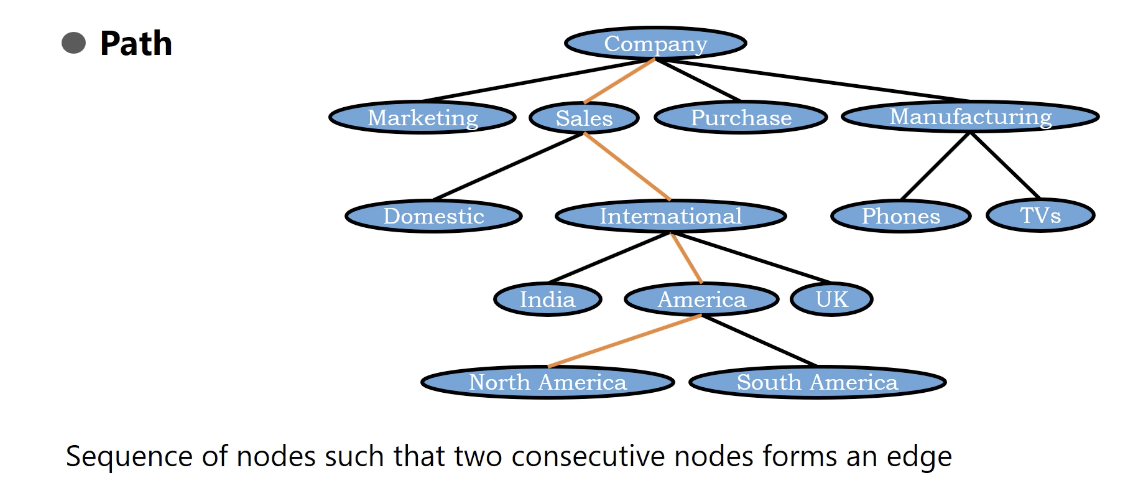 Path
Company
Marketing Sales Purchase Manufacturing
Domestic International Phones TVs
India America UK
North America South America
Sequence of nodes such that two consecutive nodes forms an edge